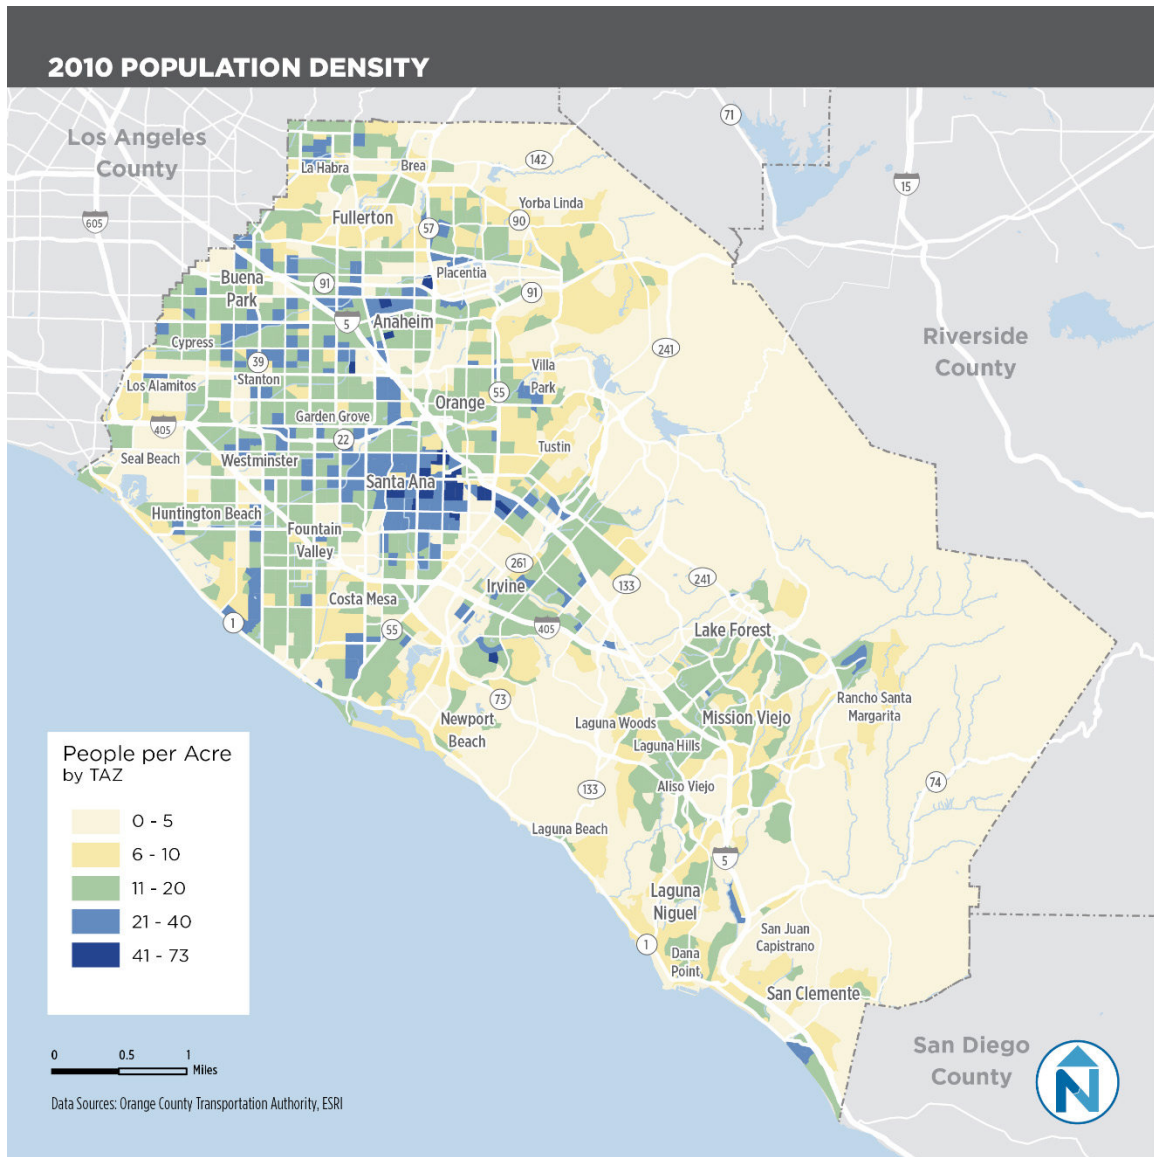 2010 POPULATION DENSITY
Los Angeles
County
71
142
La Habra
Brea
15
605
Yorba Linda
Fullerton
90
57
Placentia
Buena
Park
91
91
5
Anaheim
Riverside
County
Cypress
241
39
Villa
Park
Los Alamitos
Stanton
55
Orange
Garden Grove
405
22
Tustin
Seal Beach
Westminster
Santa Ana
Huntington Beach
Fountain
Valley
261
Irvine
133
241
Costa Mesa
1
55
405
Lake Forest
73
Rancho Santa
Margarita
Newport
Beach
Laguna Woods
Mission Viejo
Laguna Hills
People per Acre
by TAZ
133
Aliso Viejo
74
0 - 5
Laguna Beach
6 - 10
5
11 - 20
Laguna
Niguel
21 - 40
San Juan
Capistrano
1
41 - 73
Dana
Point
San Clemente
San Diego
County
0 0.5 1
Miles
N
Data Sources: Orange County Transportation Authority, ESRI